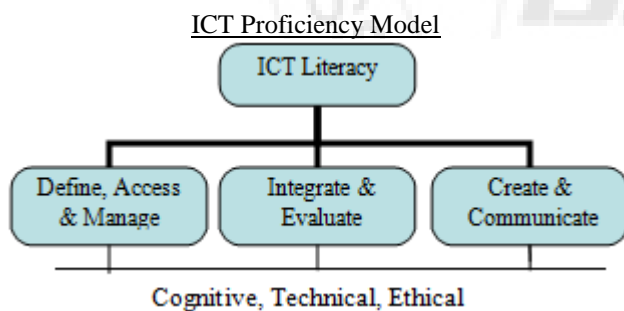 ICT Proficiency Model
ICT Literacy
Define, Access
& Manage
Integrate &
Evaluate
Create &
Communicate
Cognitive, Technical, Ethical